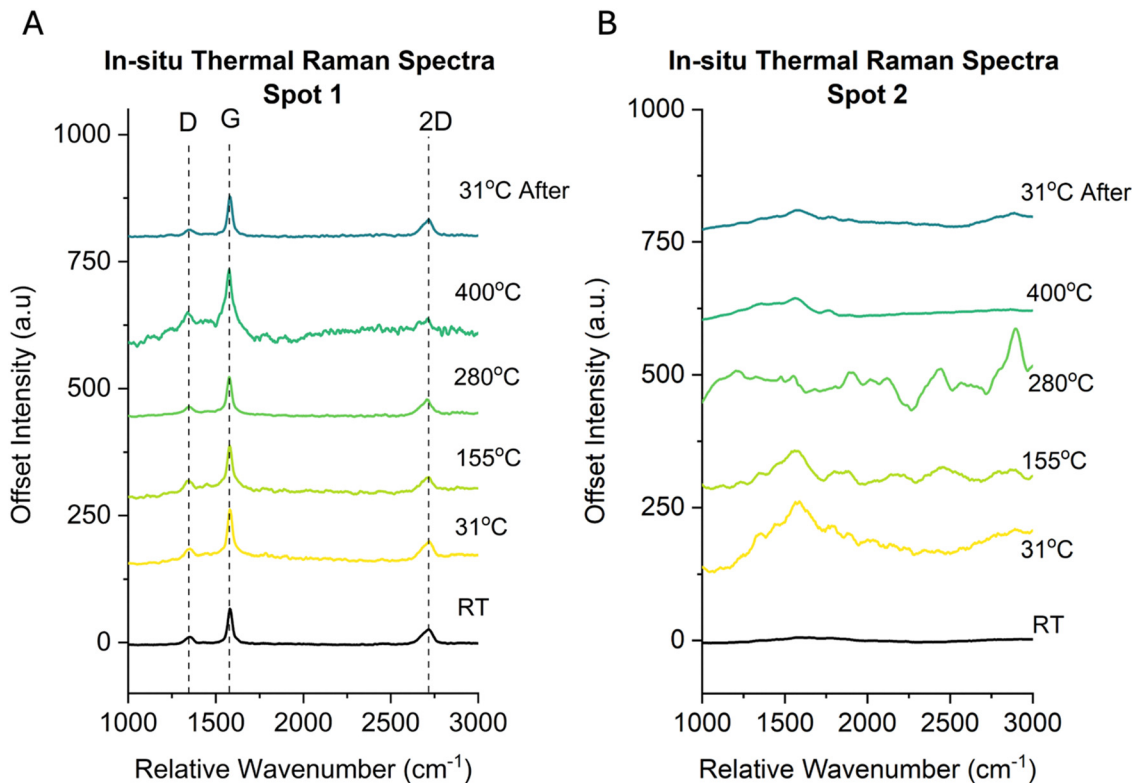 A
In-situ Thermal Raman Spectra
Spot 1
D G 2D
1000
750
500
250
0
31°C After
400°C
280°C
155°C
31°C
RT
1000 1500 2000 2500 3000
Relative Wavenumber (cm⁻¹)
Offset Intensity (a.u)
B
In-situ Thermal Raman Spectra
Spot 2
1000
750
500
250
0
31°C After
400°C
280°C
155°C
31°C
RT
1000 1500 2000 2500 3000
Relative Wavenumber (cm⁻¹)
Offset Intensity (a.u.)